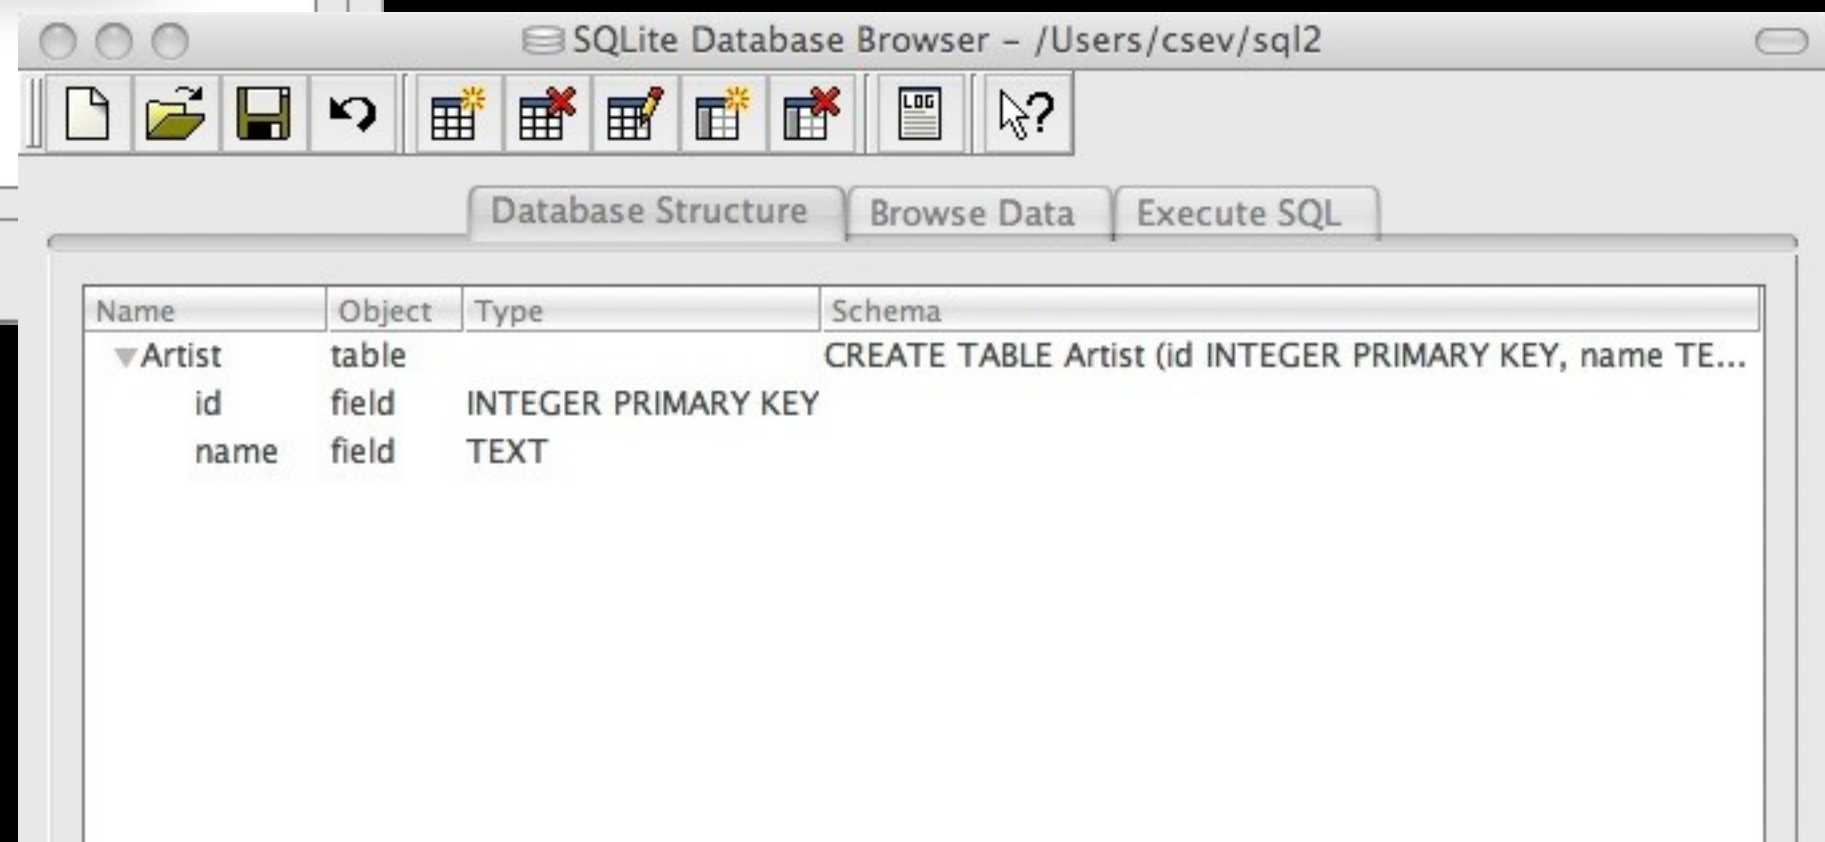 SQLite Database Browser – /Users/csev/sql2
LOG ?
Database Structure Browse Data Execute SQL
Name Object Type Schema
Artist table CREATE TABLE Artist (id INTEGER PRIMARY KEY, name TE...
id field INTEGER PRIMARY KEY
name field TEXT